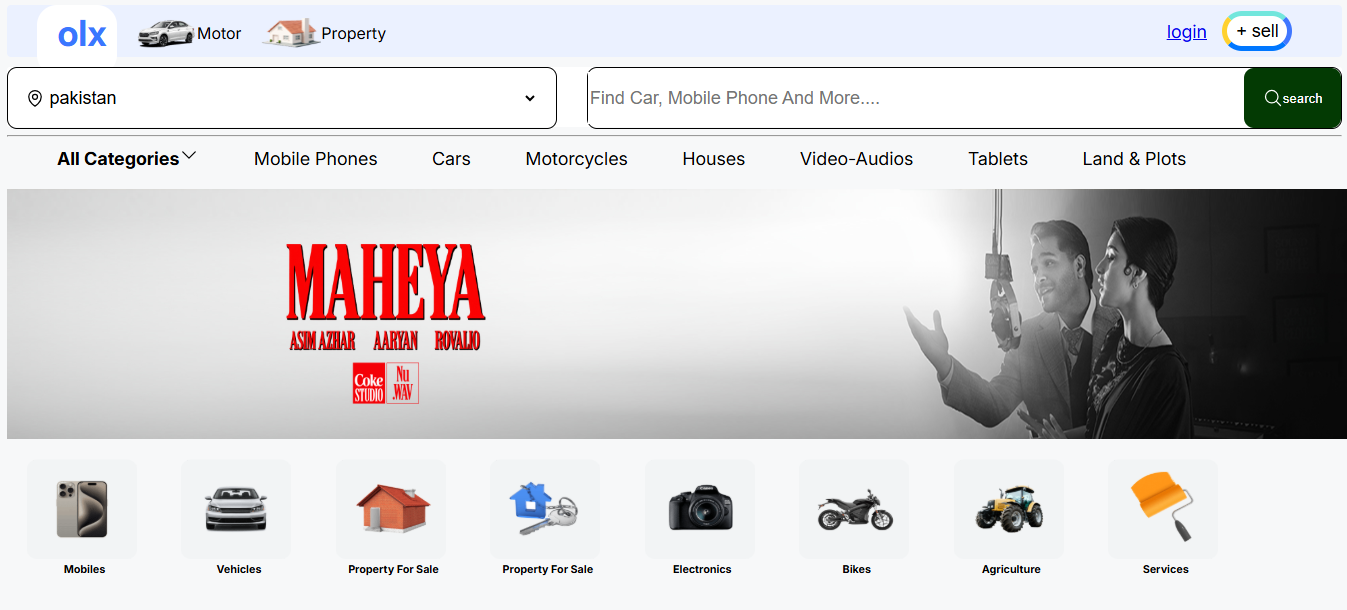 olx Motor Property login + sell
pakistan Find Car, Mobile Phone And More.... search
All Categories Mobile Phones Cars Motorcycles Houses Video-Audios Tablets Land & Plots
MAHEYA
ASIM AZHAR AARYAN ROVALIO
Coke STUDIO Nu .WAV
Mobiles Vehicles Property For Sale Property For Sale Electronics Bikes Agriculture Services